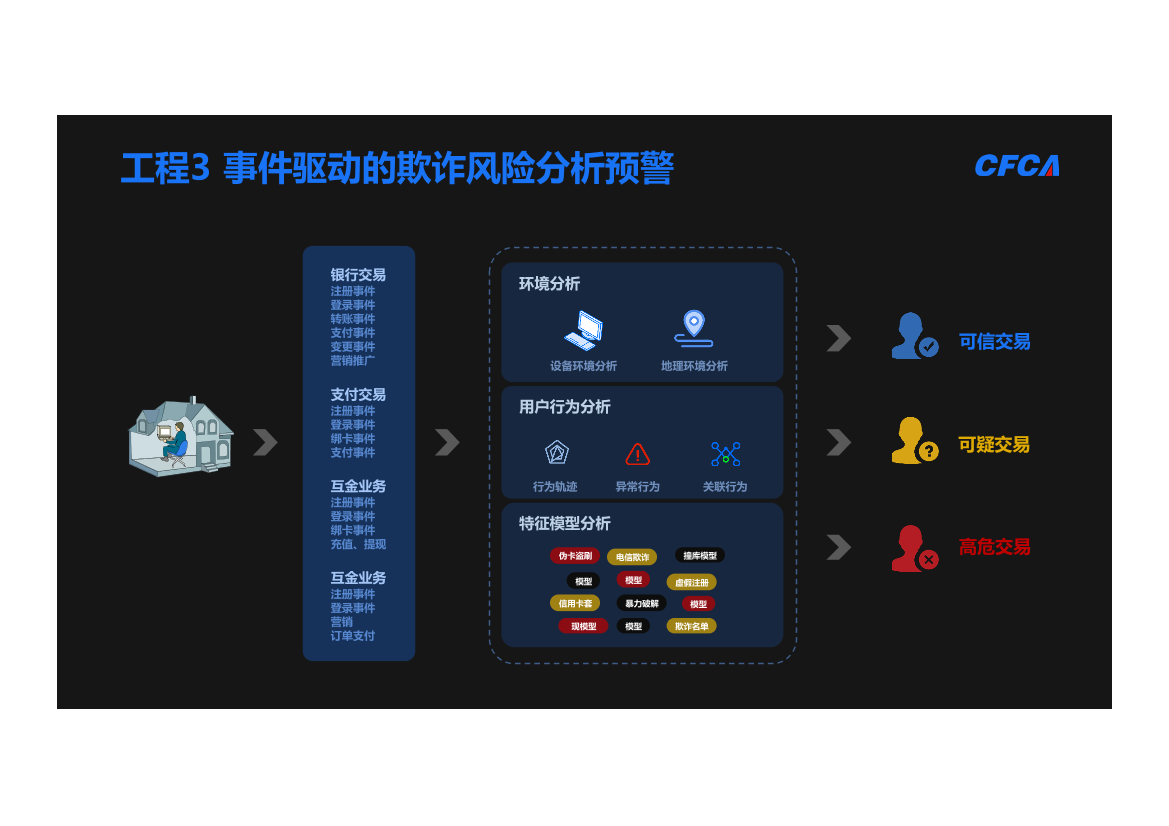 工程3 事件驱动的欺诈风险分析预警
CFCA
银行交易
注册事件
登录事件
转账事件
支付事件
变更事件
营销推广
支付交易
注册事件
登录事件
绑卡事件
支付事件
互金业务
注册事件
登录事件
绑卡事件
充值、提现
互金业务
注册事件
登录事件
营销
订单支付
环境分析
设备环境分析
地理环境分析
用户行为分析
行为轨迹
异常行为
关联行为
特征模型分析
伪卡盗刷
电信欺诈
撞库模型
模型
模型
虚假注册
信用卡套
暴力破解
模型
现模型
模型
欺诈名单
可信交易
可疑交易
高危交易